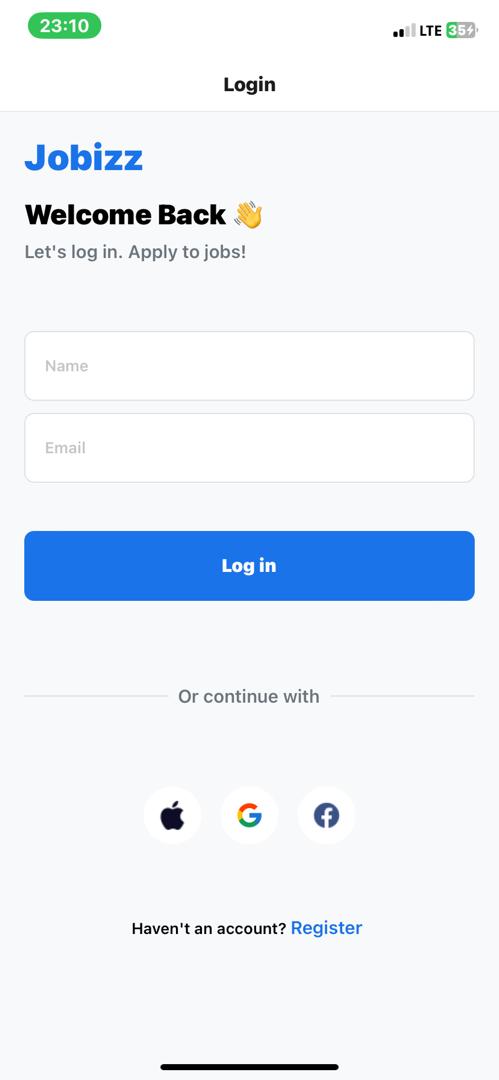 23:10
LTE 35
Login
Jobizz
Welcome Back 👋
Let's log in. Apply to jobs!
Name
Email
Log in
Or continue with
Haven't an account? Register